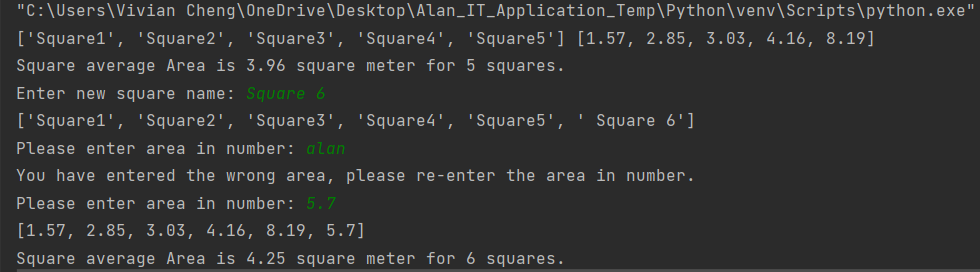 "C:\Users\Vivian Cheng\OneDrive\Desktop\Alan_IT_Application_Temp\Python\venv\Scripts\python.exe"
['Square1', 'Square2', 'Square3', 'Square4', 'Square5'] [1.57, 2.85, 3.03, 4.16, 8.19]
Square average Area is 3.96 square meter for 5 squares.
Enter new square name: Square 6
['Square1', 'Square2', 'Square3', 'Square4', 'Square5', ' Square 6']
Please enter area in number: alan
You have entered the wrong area, please re-enter the area in number.
Please enter area in number: 5.7
[1.57, 2.85, 3.03, 4.16, 8.19, 5.7]
Square average Area is 4.25 square meter for 6 squares.